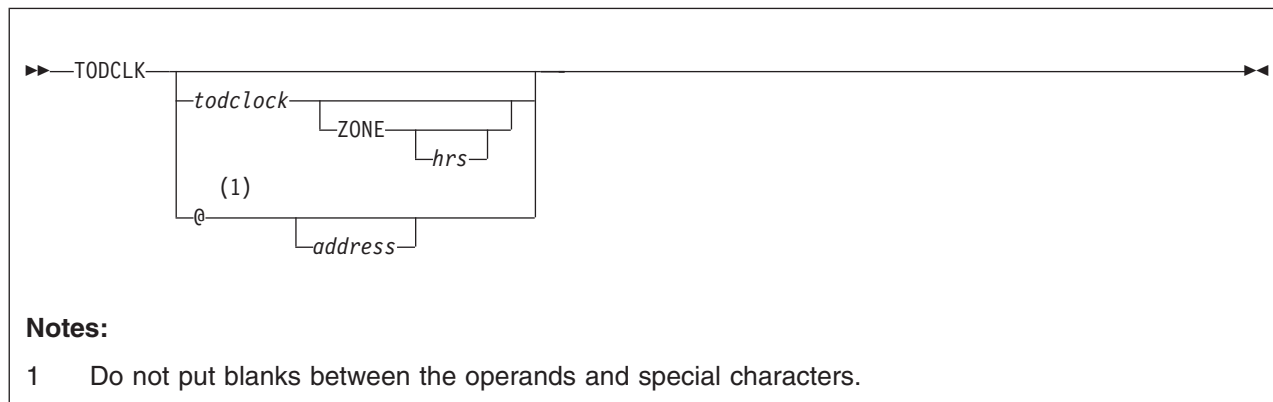 TODCLK
todclock
ZONE
hrs
(1)
@
address
Notes:
1 Do not put blanks between the operands and special characters.